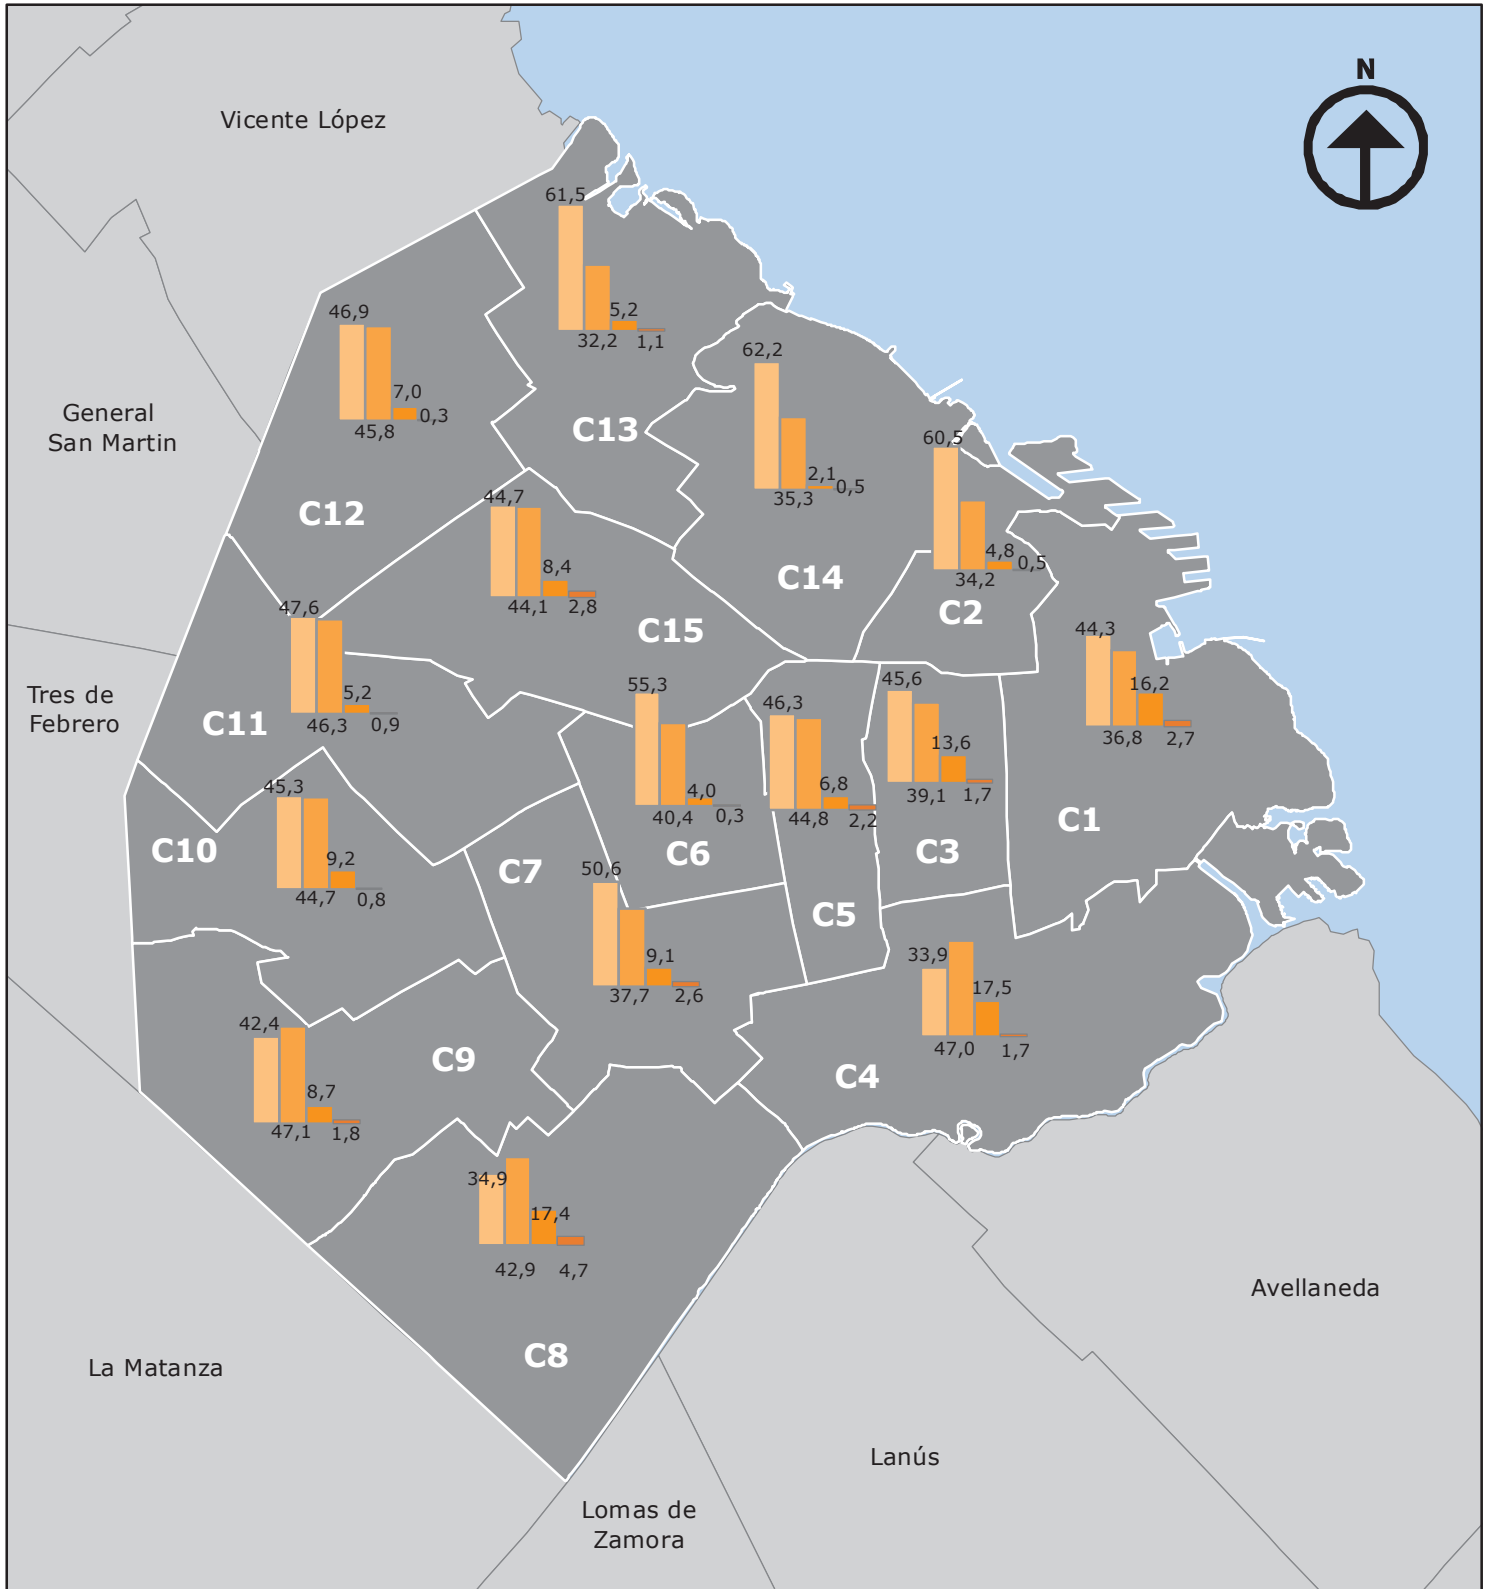 N
Vicente López
61,5
5,2
32,2
1,1
46,9
7,0
0,3
45,8
62,2
2,1
0,5
35,3
General
San Martin
C13
60,5
4,8
0,5
34,2
C12
44,7
8,4
44,1
2,8
C14
C2
47,6
5,2
46,3
0,9
C15
44,3
16,2
36,8
2,7
Tres de
Febrero
C11
55,3
4,0
40,4
0,3
46,3
6,8
44,8
2,2
45,6
13,6
39,1
1,7
45,3
9,2
44,7
0,8
C10
C7
C6
C3
C1
50,6
9,1
37,7
2,6
C5
33,9
17,5
47,0
1,7
42,4
8,7
47,1
1,8
C9
C4
34,9
17,4
42,9
4,7
C8
Avellaneda
La Matanza
Lanús
Lomas de
Zamora